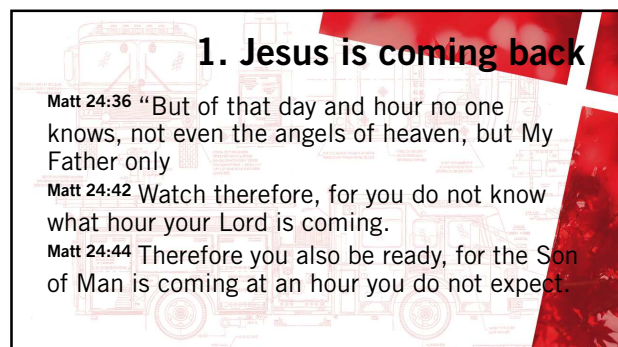 1. Jesus is coming back
Matt 24:36 “But of that day and hour no one
knows, not even the angels of heaven, but My
Father only
Matt 24:42 Watch therefore, for you do not know
what hour your Lord is coming.
Matt 24:44 Therefore you also be ready, for the Son
of Man is coming at an hour you do not expect.